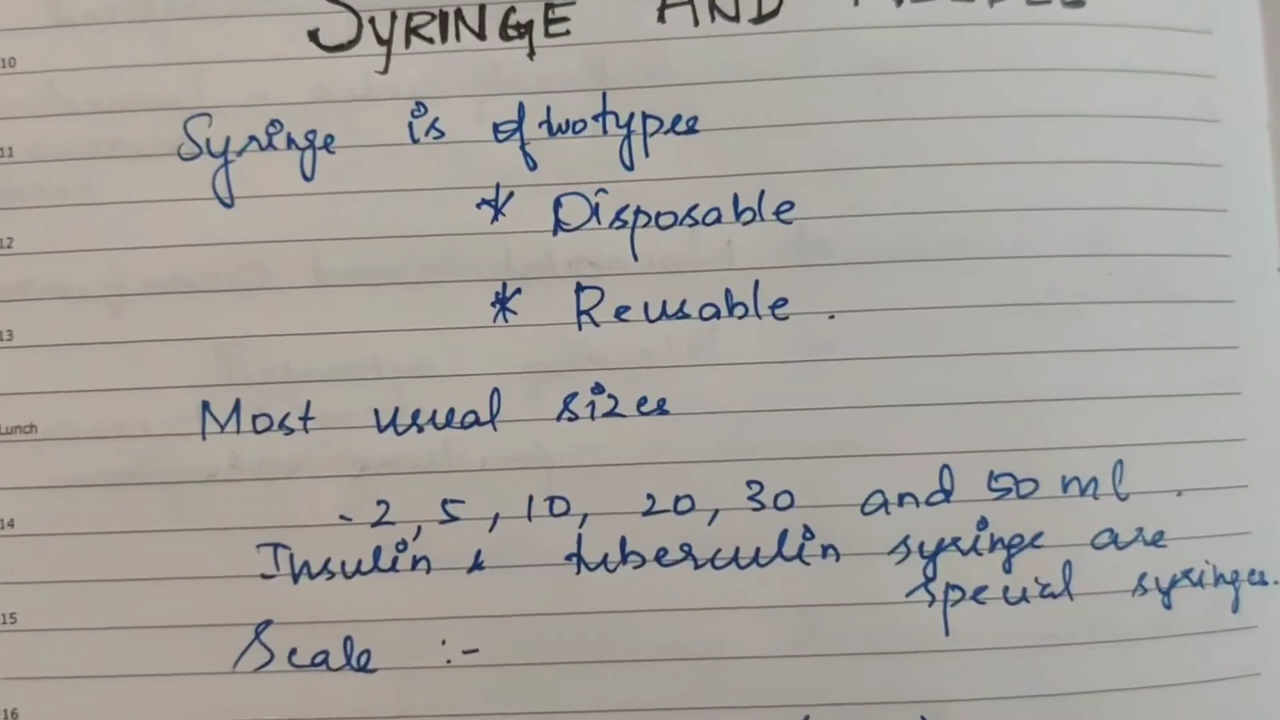 SYRINGE AND
10
Syringe is of two types
11
* Disposable
12
* Reusable.
13
Most usual sizes
Lunch
- 2, 5, 10, 20, 30 and 50 ml.
14
Insulin & tuberculin syringe are
special syringes.
15
Scale :-
16